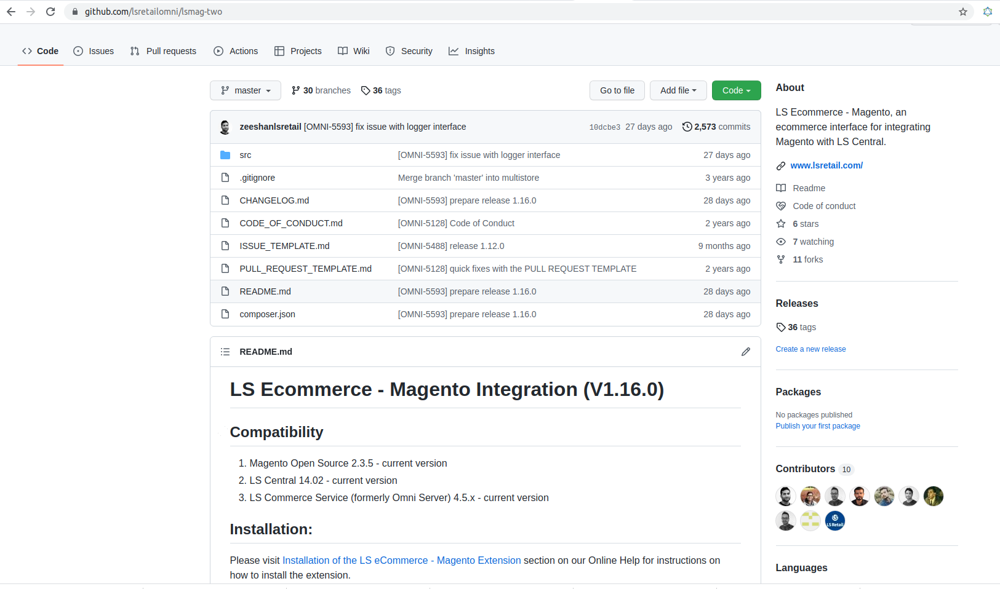 github.com/lsretailomni/lsmag-two
Code Issues Pull requests Actions Projects Wiki Security Insights
master 30 branches 36 tags Go to file Add file Code
zeeshanlsretail [OMNI-5593] fix issue with logger interface 10dcbe3 27 days ago 2,573 commits
src [OMNI-5593] fix issue with logger interface 27 days ago
.gitignore Merge branch 'master' into multistore 3 years ago
CHANGELOG.md [OMNI-5593] prepare release 1.16.0 28 days ago
CODE_OF_CONDUCT.md [OMNI-5128] Code of Conduct 2 years ago
ISSUE_TEMPLATE.md [OMNI-5488] release 1.12.0 9 months ago
PULL_REQUEST_TEMPLATE.md [OMNI-5128] quick fixes with the PULL REQUEST TEMPLATE 2 years ago
README.md [OMNI-5593] prepare release 1.16.0 28 days ago
composer.json [OMNI-5593] prepare release 1.16.0 28 days ago
README.md
LS Ecommerce - Magento Integration (V1.16.0)
Compatibility
1. Magento Open Source 2.3.5 - current version
2. LS Central 14.02 - current version
3. LS Commerce Service (formerly Omni Server) 4.5.x - current version
Installation:
Please visit Installation of the LS eCommerce - Magento Extension section on our Online Help for instructions on
how to install the extension.
About
LS Ecommerce - Magento, an
ecommerce interface for integrating
Magento with LS Central.
www.lsretail.com/
Readme
Code of conduct
6 stars
7 watching
11 forks
Releases
36 tags
Create a new release
Packages
No packages published
Publish your first package
Contributors 10
LS Retail
Languages